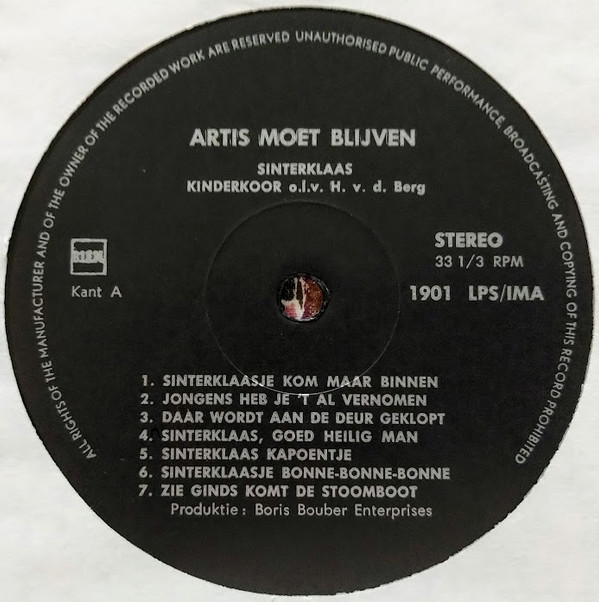 ALL RIGHTS OF THE MANUFACTURER AND OF THE OWNER OF THE RECORDED WORK ARE RESERVED UNAUTHORISED PUBLIC PERFORMANCE, BROADCASTING AND COPYING OF THIS RECORD PROHIBITED
ARTIS MOET BLIJVEN
SINTERKLAAS
KINDERKOOR o.l.v. H. v. d. Berg
STEREO
33 1/3 RPM
Kant A
1901 LPS/IMA
1. SINTERKLAASJE KOM MAAR BINNEN
2. JONGENS HEB JE 'T AL VERNOMEN
3. DAAR WORDT AAN DE DEUR GEKLOPT
4. SINTERKLAAS, GOED HEILIG MAN
5. SINTERKLAAS KAPOENTJE
6. SINTERKLAASJE BONNE-BONNE-BONNE
7. ZIE GINDS KOMT DE STOOMBOOT
Produktie: Boris Bouber Enterprises